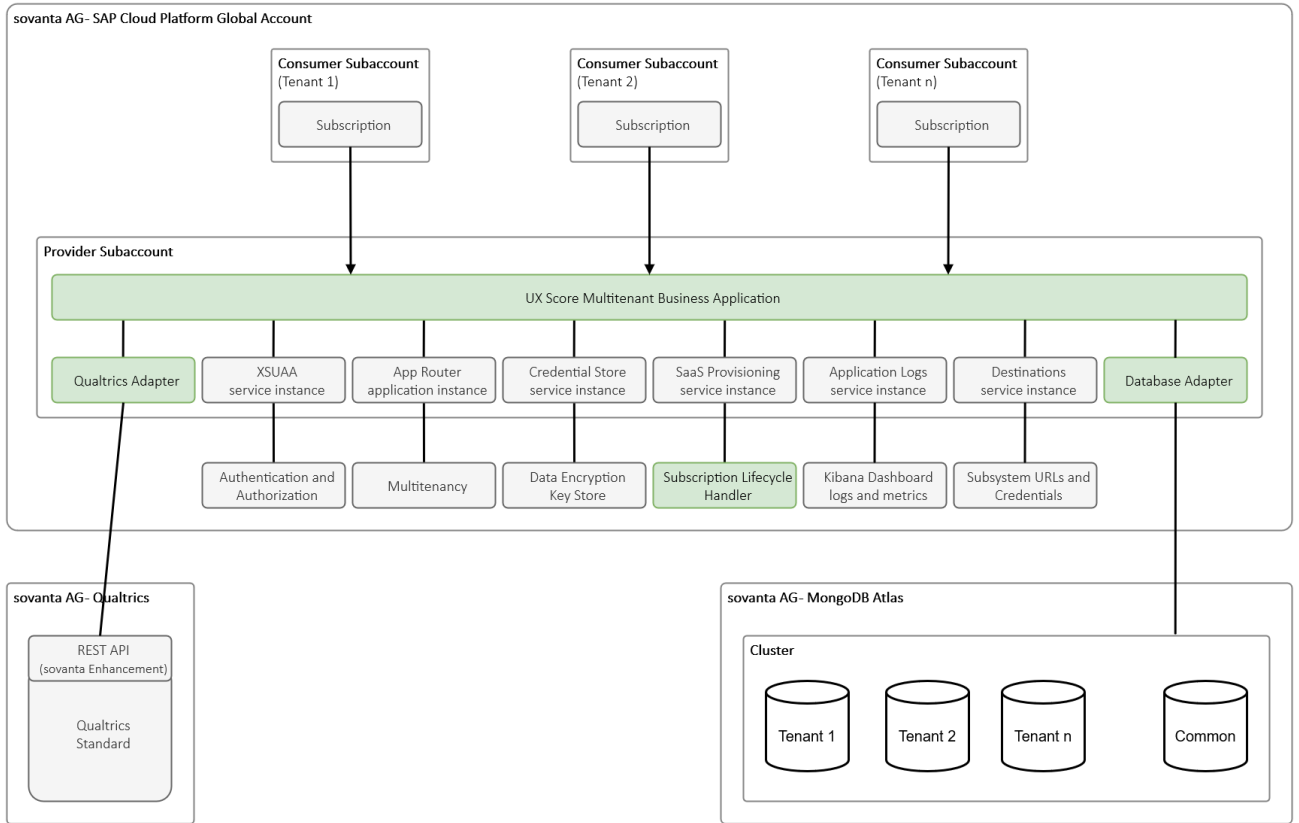 sovanta AG- SAP Cloud Platform Global Account
Consumer Subaccount
(Tenant 1)
Subscription
Consumer Subaccount
(Tenant 2)
Subscription
Consumer Subaccount
(Tenant n)
Subscription
Provider Subaccount
UX Score Multitenant Business Application
Qualtrics Adapter
XSUAA
service instance
App Router
application instance
Credential Store
service instance
SaaS Provisioning
service instance
Application Logs
service instance
Destinations
service instance
Database Adapter
Authentication and
Authorization
Multitenancy
Data Encryption
Key Store
Subscription Lifecycle
Handler
Kibana Dashboard
logs and metrics
Subsystem URLs and
Credentials
sovanta AG- Qualtrics
REST API
(sovanta Enhancement)
Qualtrics
Standard
sovanta AG- MongoDB Atlas
Cluster
Tenant 1
Tenant 2
Tenant n
Common